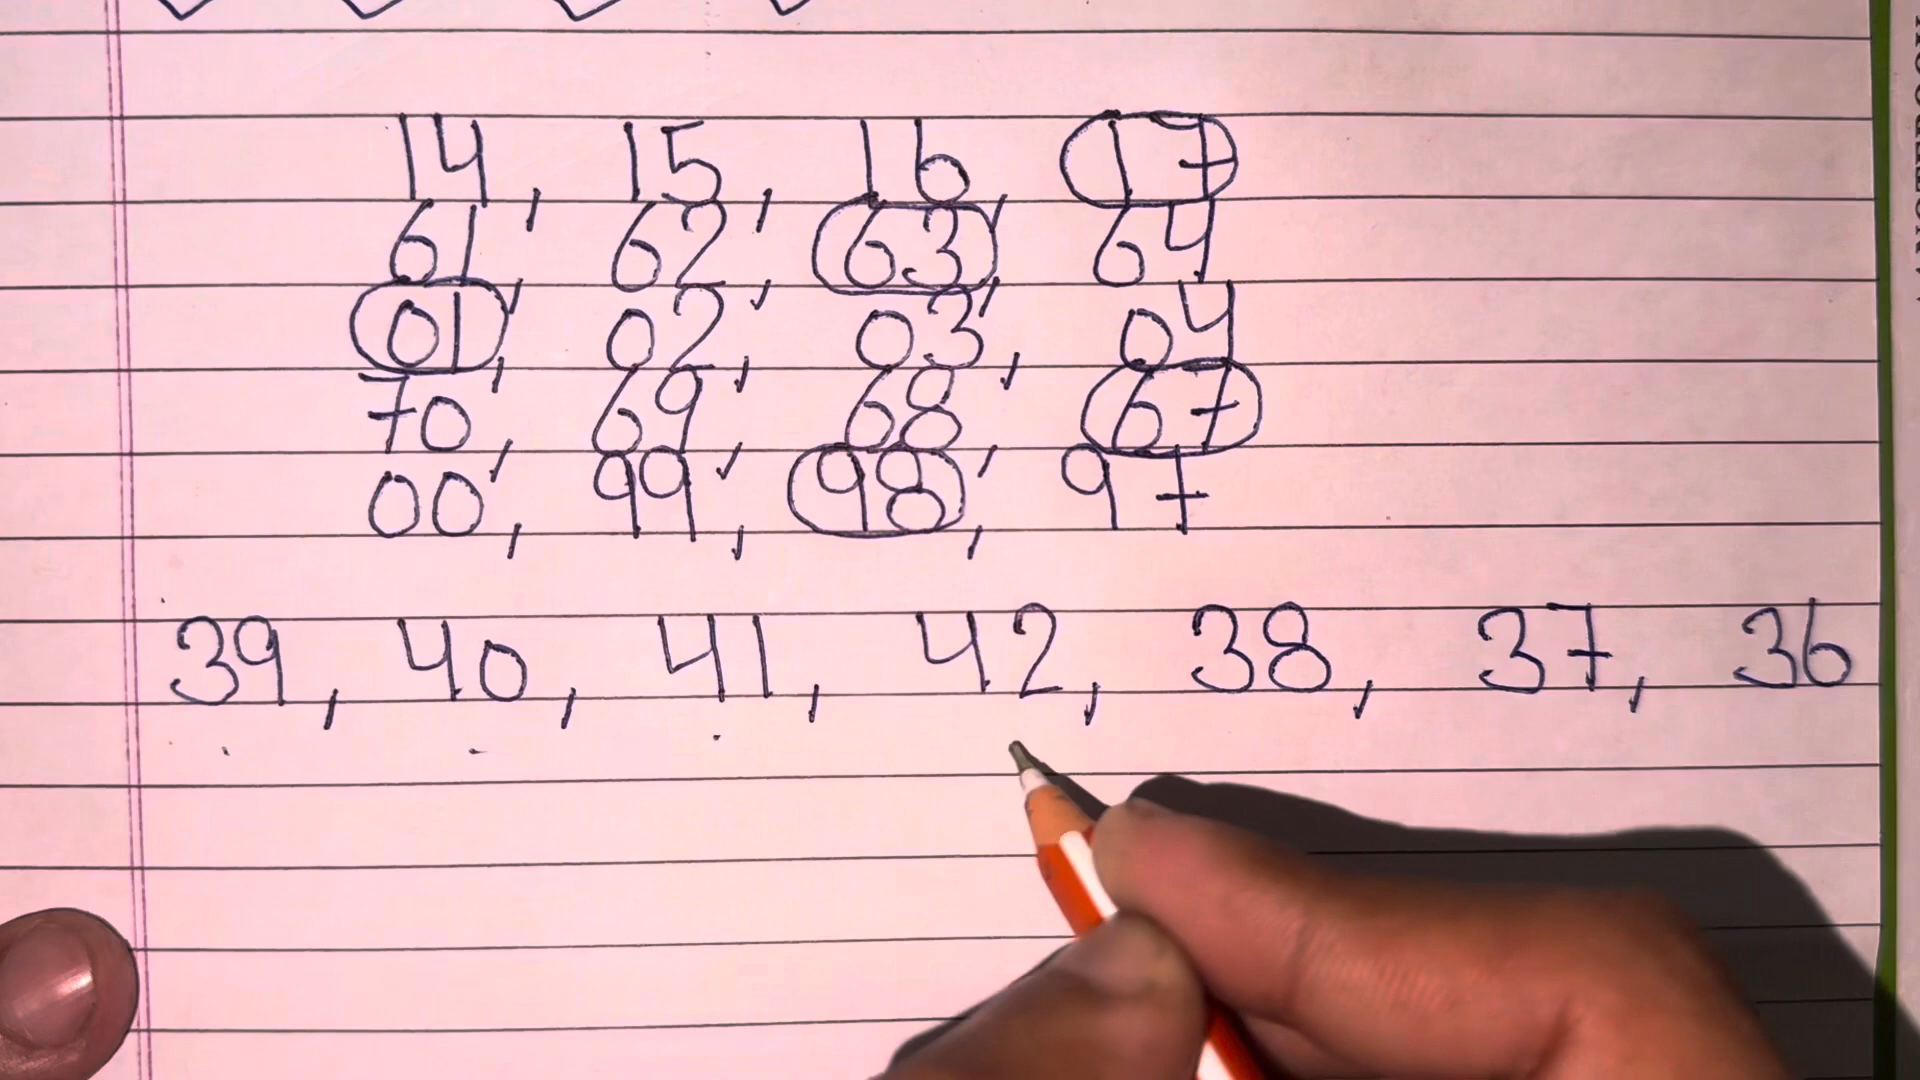 14, 15, 16, 17
61, 62, 63, 64
01, 02, 03, 04
70, 69, 68, 67
00, 99, 98, 97
39, 40, 41, 42, 38, 37, 36